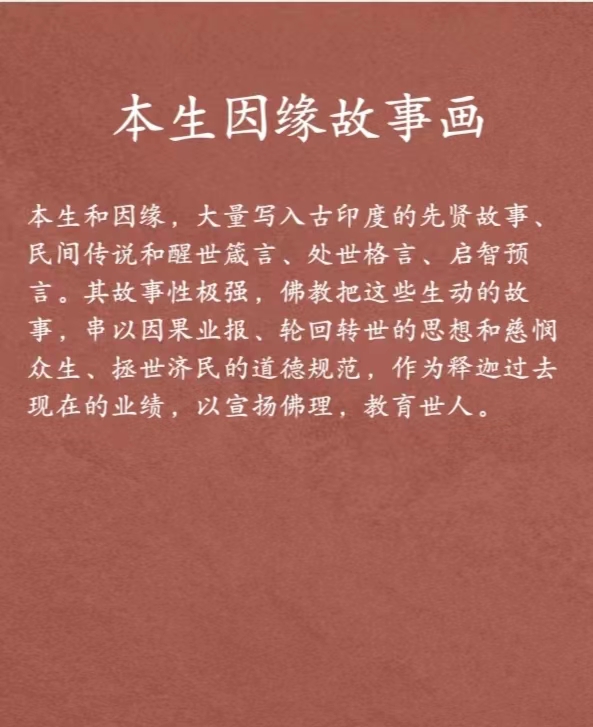 本生因缘故事画
本生和因缘，大量写入古印度的先贤故事、
民间传说和醒世箴言、处世格言、启智预
言。其故事性极强，佛教把这些生动的故
事，串以因果业报、轮回转世的思想和慈悯
众生、拯世济民的道德规范，作为释迦过去
现在的业绩，以宣扬佛理，教育世人。